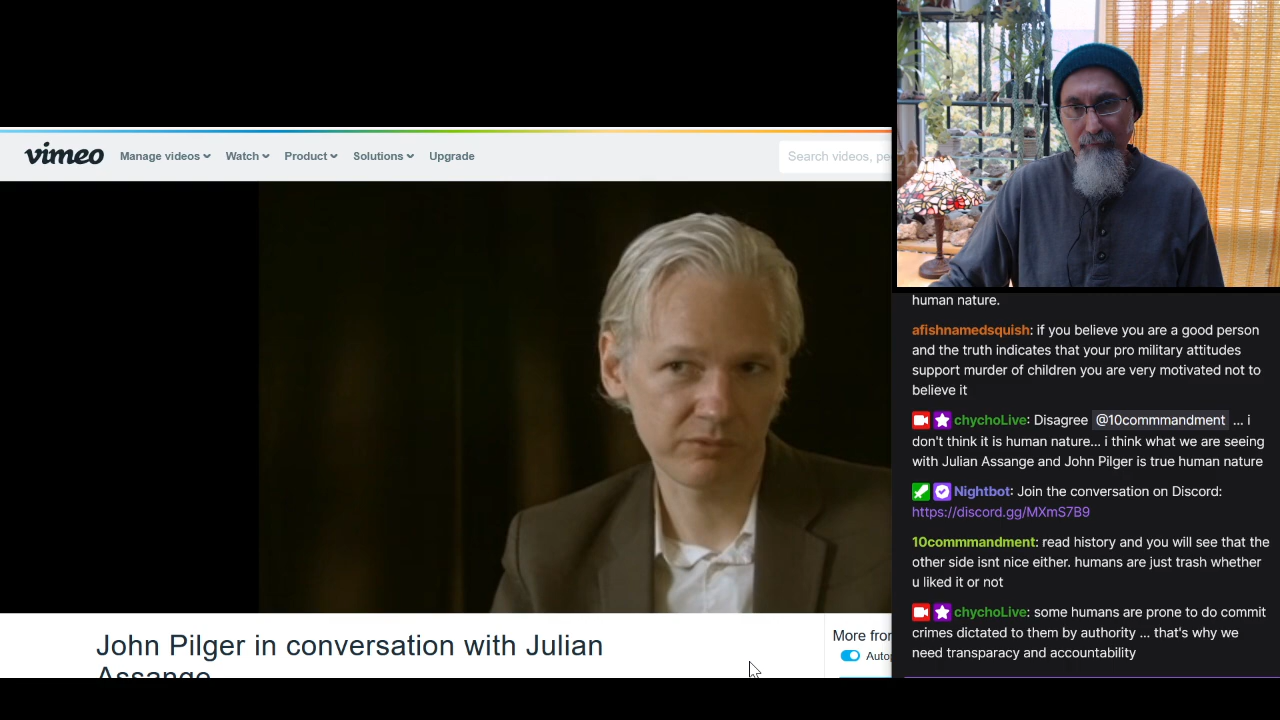 vimeo
Manage videos
Watch
Product
Solutions
Upgrade
Search videos, pe
John Pilger in conversation with Julian
Assange
More from
Auto
human nature.
afishnamedsquish: if you believe you are a good person
and the truth indicates that your pro military attitudes
support murder of children you are very motivated not to
believe it
chychoLive: Disagree @10commmandment ... i
don't think it is human nature... i think what we are seeing
with Julian Assange and John Pilger is true human nature
Nightbot: Join the conversation on Discord:
https://discord.gg/MXmS7B9
10commmandment: read history and you will see that the
other side isnt nice either. humans are just trash whether
u liked it or not
chychoLive: some humans are prone to do commit
crimes dictated to them by authority ... that's why we
need transparacy and accountability